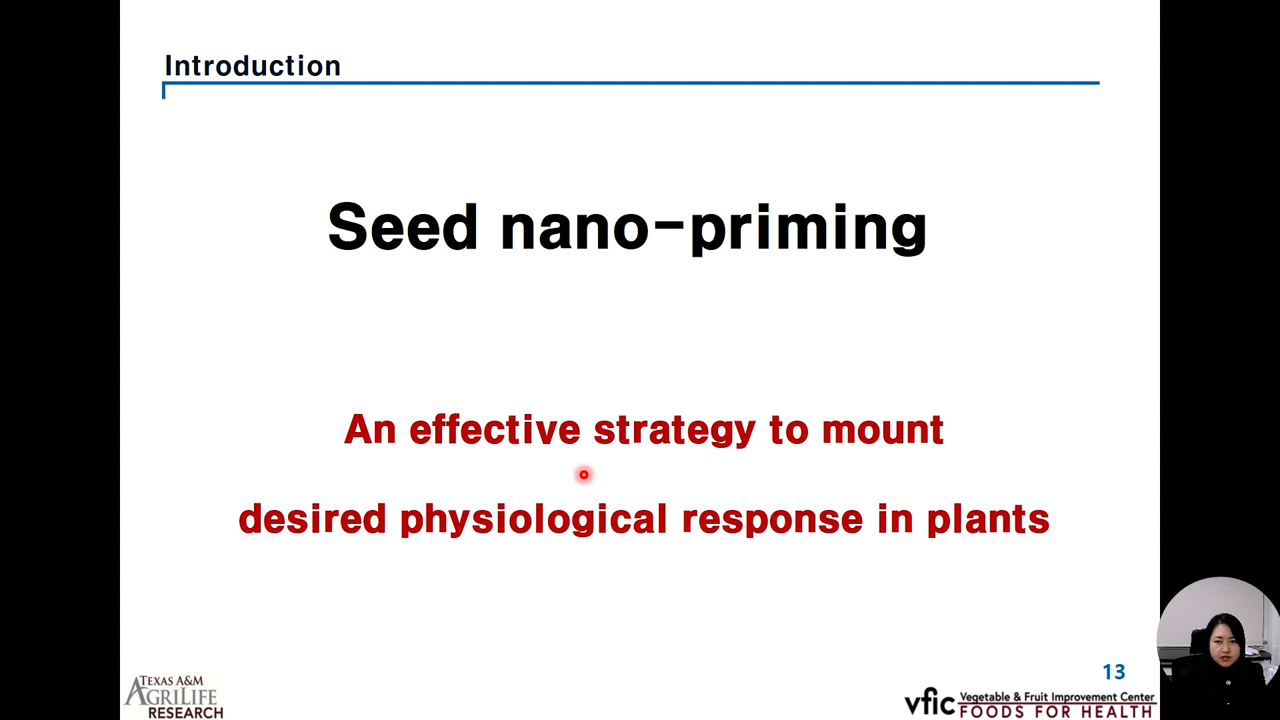 Introduction
Seed nano-priming
An effective strategy to mount
desired physiological response in plants
13
TEXAS A&M
AGRILIFE
RESEARCH
vfic
Vegetable & Fruit Improvement Center
FOODS FOR HEALTH